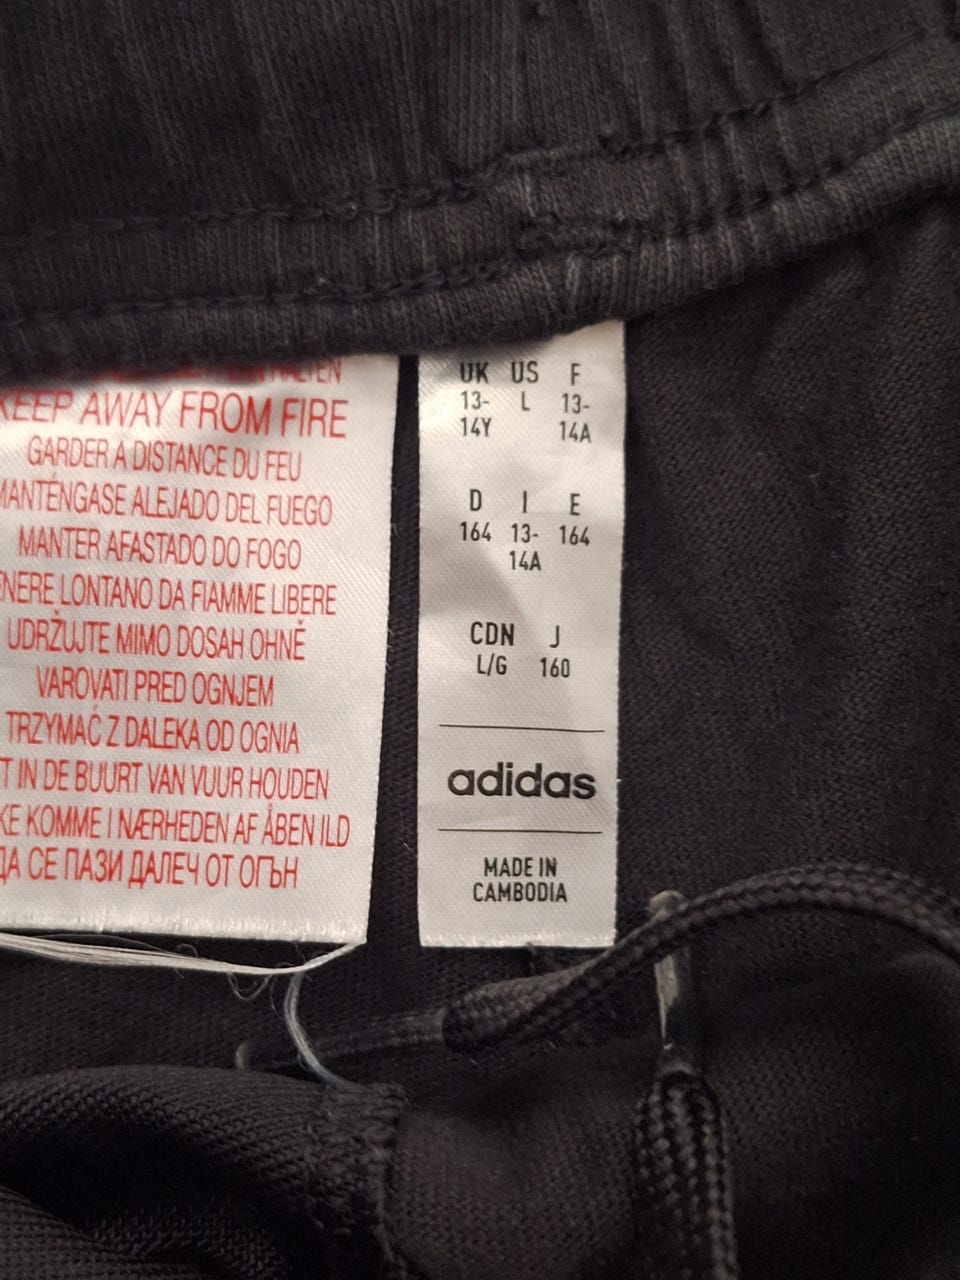 KEEP AWAY FROM FIRE
GARDER A DISTANCE DU FEU
MANTÉNGASE ALEJADO DEL FUEGO
MANTER AFASTADO DO FOGO
LONTANO DA FIAMME LIBERE
UDRŽUJTE MIMO DOSAH OHNĚ
VAROVATI PRED OGNJEM
TRZYMAĆ Z DALEKA OD OGNIA
IN DE BUURT VAN VUUR HOUDEN
KOMME I NÆRHEDEN AF ÅBEN ILD
ДА СЕ ПАЗИ ДАЛЕЧ ОТ ОГЪН
UK US F
13- L 13-
14Y 14A
D I E
164 13- 164
14A
CDN J
L/G 160
adidas
MADE IN
CAMBODIA